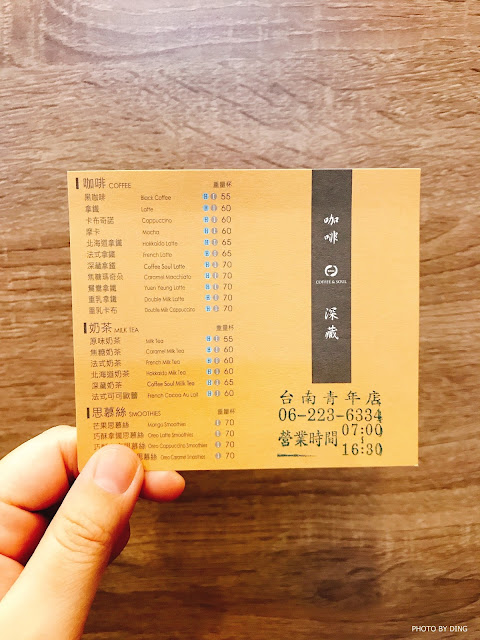 咖啡 COFFEE 重量杯
黑咖啡 Black Coffee H I 55
拿鐵 Latte H I 60
卡布奇諾 Cappuccino H I 60
摩卡 Mocha H I 60
北海道拿鐵 Hokkaido Latte H I 65
法式拿鐵 French Latte H I 65
深藏拿鐵 Coffee Soul Latte H I 70
焦糖瑪奇朵 Caramel Macchiato H I 70
鴛鴦拿鐵 Yuen Yeung Latte H I 70
重乳拿鐵 Double Milk Latte H I 70
重乳卡布 Double Milk Cappuccino H I 70
奶茶 MILK TEA 重量杯
原味奶茶 Milk Tea H I 55
焦糖奶茶 Caramel Milk Tea H I 60
法式奶茶 French Milk Tea H I 60
北海道奶茶 Hokkaido Milk Tea H I 60
深藏奶茶 Coffee Soul Milk Tea H I 65
法式可可歐蕾 French Cocoa Au Lait H I 60
思慕絲 SMOOTHIES 重量杯
芒果思慕絲 Mango Smoothies I 70
巧酥拿鐵思慕絲 Oreo Latte Smoothies I 70
巧 思慕絲 Oreo Cappuccino Smoothies I 70
思慕絲 Oreo Caramel Smoothies I 70
咖啡
COFFEE & SOUL
深藏
台南青年店
06-223-6334
營業時間 07:00
~
16:30
PHOTO BY DING